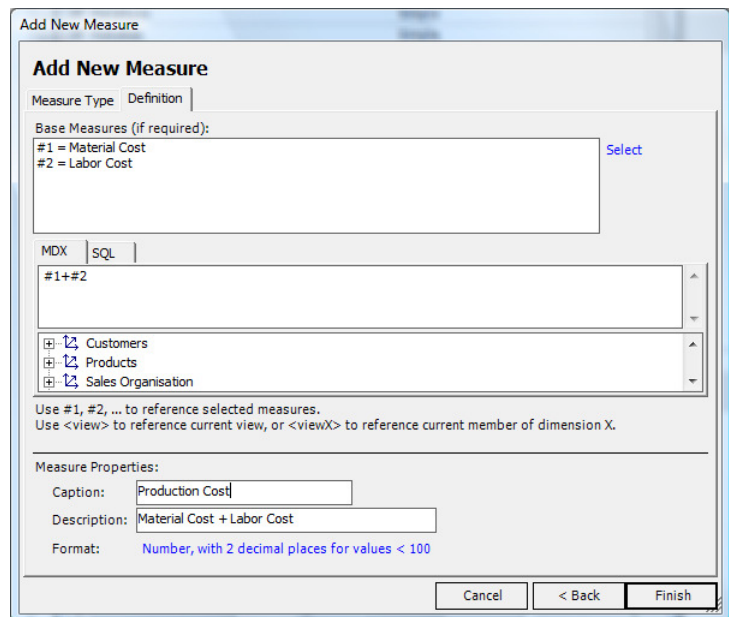 Add New Measure
Add New Measure
Measure Type Definition
Base Measures (if required):
#1 = Material Cost
#2 = Labor Cost
Select
MDX SQL
#1+#2
Customers
Products
Sales Organisation
Use #1, #2, ... to reference selected measures.
Use <view> to reference current view, or <viewX> to reference current member of dimension X.
Measure Properties:
Caption: Production Cost
Description: Material Cost + Labor Cost
Format: Number, with 2 decimal places for values < 100
Cancel < Back Finish